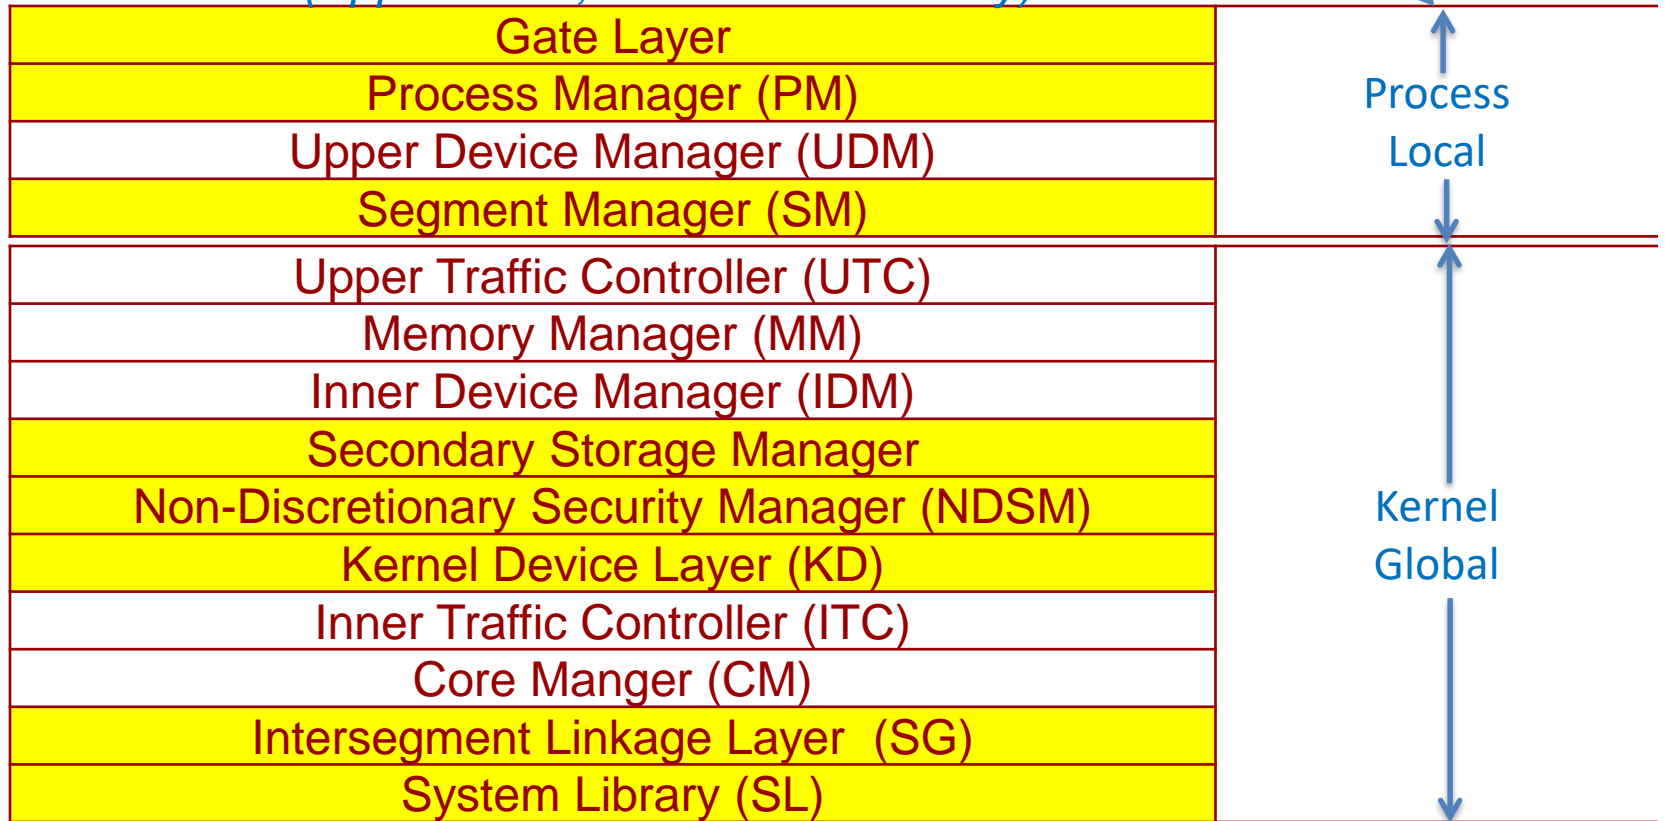 Gate Layer
Process Manager (PM)
Process
Upper Device Manager (UDM)
Local
Segment Manager (SM)
Upper Traffic Controller (UTC)
Memory Manager (MM)
Inner Device Manager (IDM)
Secondary Storage Manager
Non-Discretionary Security Manager (NDSM)
Kernel
Kernel Device Layer (KD)
Global
Inner Traffic Controller (ITC)
Core Manger (CM)
Intersegment Linkage Layer (SG)
System Library (SL)